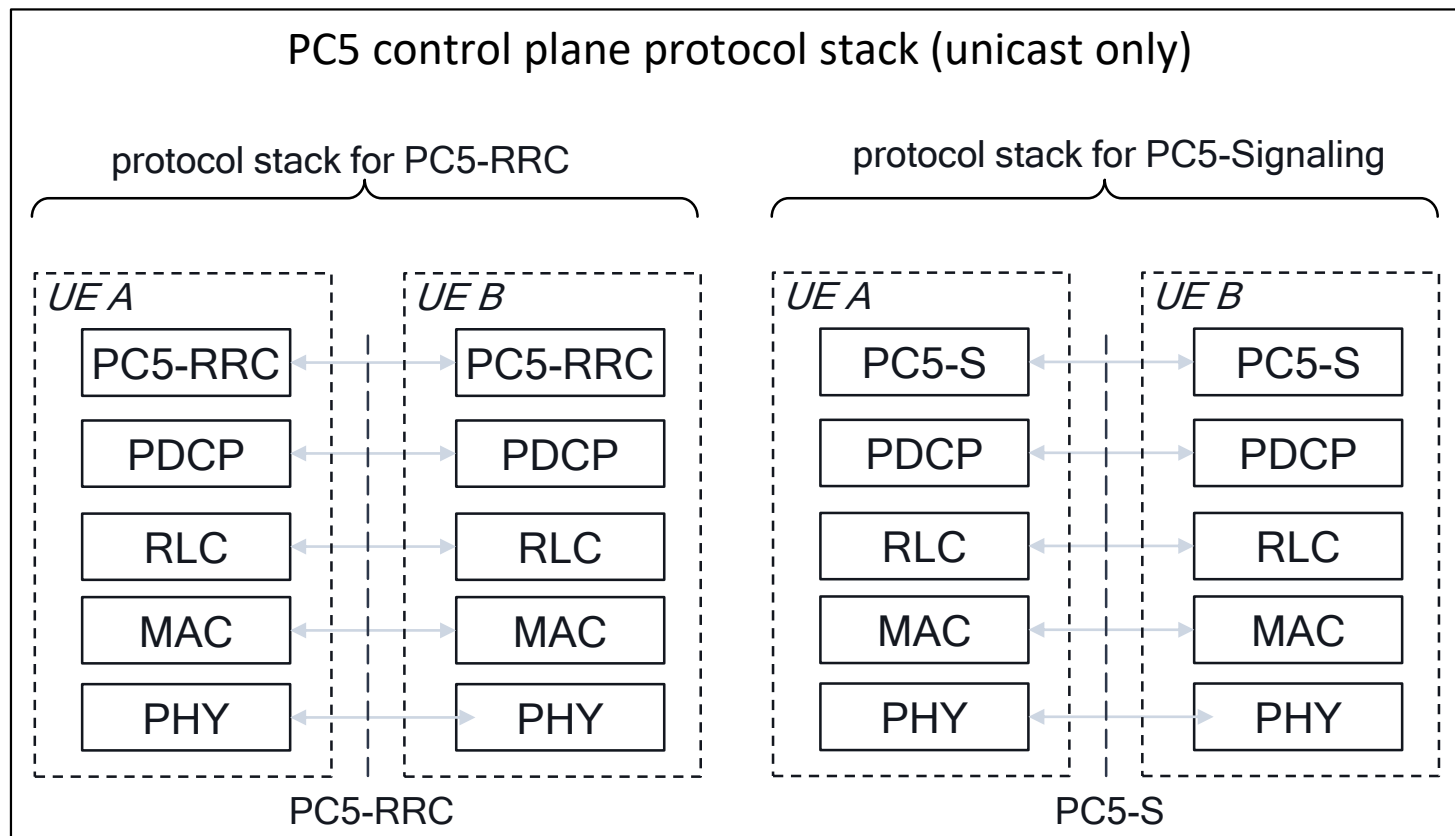 PC5 control plane protocol stack (unicast only)
protocol stack for PC5-RRC
protocol stack for PC5-Signaling
UE A
UE B
UE A
UE B
PC5-RRC
PC5-RRC
PC5-S
PC5-S
PDCP
PDCP
PDCP
PDCP
RLC
RLC
RLC
RLC
MAC
MAC
MAC
MAC
PHY
PHY
PHY
PHY
PC5-RRC
PC5-S